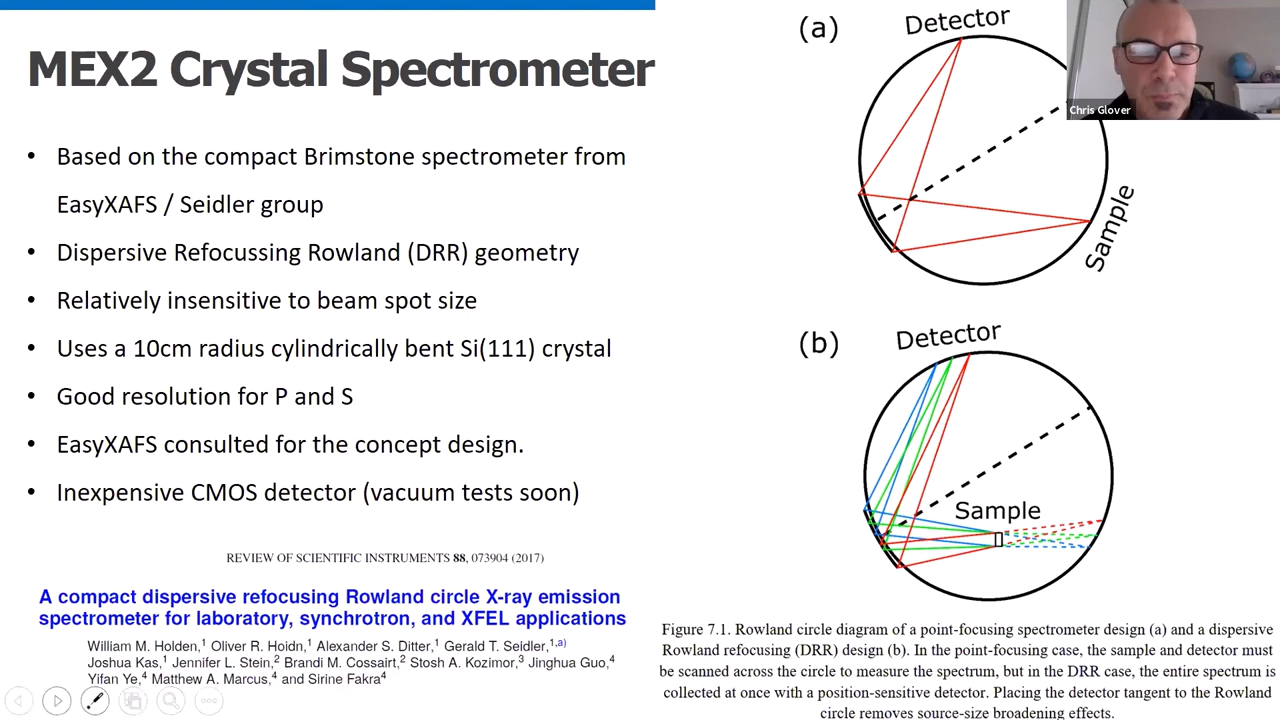 MEX2 Crystal Spectrometer
• Based on the compact Brimstone spectrometer from
EasyXAFS / Seidler group
• Dispersive Refocussing Rowland (DRR) geometry
• Relatively insensitive to beam spot size
• Uses a 10cm radius cylindrically bent Si(111) crystal
• Good resolution for P and S
• EasyXAFS consulted for the concept design.
• Inexpensive CMOS detector (vacuum tests soon)
REVIEW OF SCIENTIFIC INSTRUMENTS 88, 073904 (2017)
A compact dispersive refocusing Rowland circle X-ray emission
spectrometer for laboratory, synchrotron, and XFEL applications
William M. Holden,1 Oliver R. Hoidn,1 Alexander S. Ditter,1 Gerald T. Seidler,1,a)
Joshua Kas,1 Jennifer L. Stein,2 Brandi M. Cossairt,2 Stosh A. Kozimor,3 Jinghua Guo,4
Yifan Ye,4 Matthew A. Marcus,4 and Sirine Fakra4
(a)
Detector
Sample
Chris Glover
(b)
Detector
Sample
Figure 7.1. Rowland circle diagram of a point-focusing spectrometer design (a) and a dispersive
Rowland refocusing (DRR) design (b). In the point-focusing case, the sample and detector must
be scanned across the circle to measure the spectrum, but in the DRR case, the entire spectrum is
collected at once with a position-sensitive detector. Placing the detector tangent to the Rowland
circle removes source-size broadening effects.